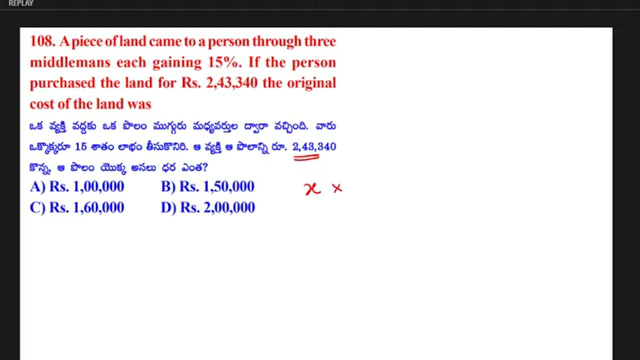 REPLAY
108. A piece of land came to a person through three
middlemans each gaining 15%. If the person
purchased the land for Rs. 2,43,340 the original
cost of the land was
ఒక వ్యక్తి వద్దకు ఒక పొలం ముగ్గురు మధ్యవర్తుల ద్వారా వచ్చింది. వారు
ఒక్కొక్కరూ 15 శాతం లాభం తీసుకొనిరి. ఆ వ్యక్తి ఆ పొలాన్ని రూ. 2,43,340
కొన్న, ఆ పొలం యొక్క అసలు ధర ఎంత?
A) Rs. 1,00,000 B) Rs. 1,50,000 x ×
C) Rs. 1,60,000 D) Rs. 2,00,000